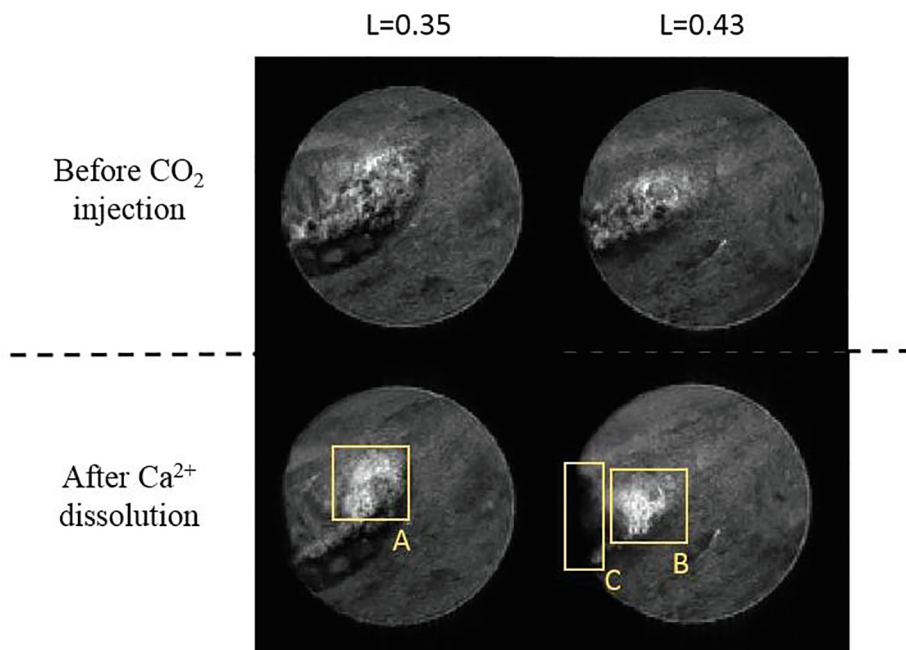 L=0.35
L=0.43
Before CO₂
injection
After Ca²⁺
dissolution
A
B
C